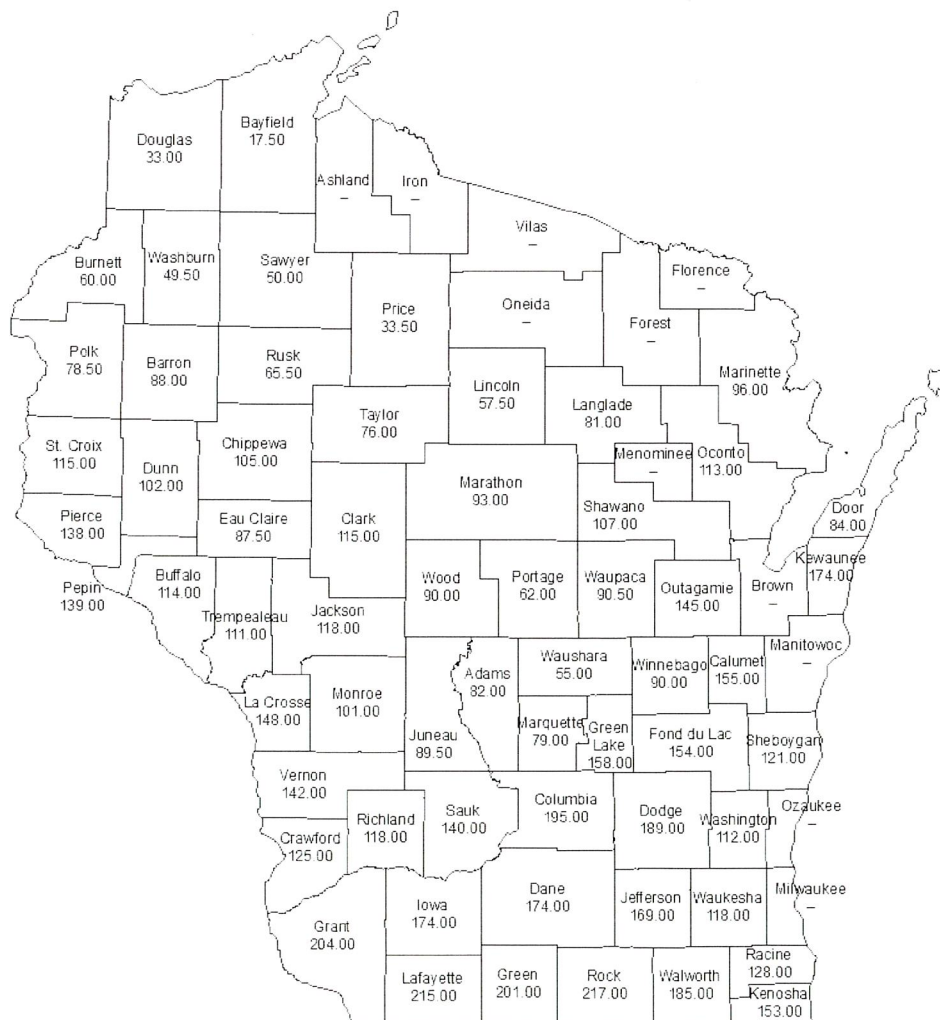 Bayfield
17.50
Douglas
33.00
Ashland
–
Iron
–
Vilas
–
Burnett
60.00
Washburn
49.50
Sawyer
50.00
Florence
–
Price
33.50
Oneida
–
Forest
–
Polk
78.50
Barron
88.00
Rusk
65.50
Marinette
96.00
Lincoln
57.50
Langlade
81.00
Taylor
76.00
St. Croix
115.00
Dunn
102.00
Chippewa
105.00
Menominee
–
Oconto
113.00
Marathon
93.00
Shawano
107.00
Door
84.00
Pierce
138.00
Eau Claire
87.50
Clark
115.00
Kewaunee
174.00
Pepin
139.00
Buffalo
114.00
Wood
90.00
Portage
62.00
Waupaca
90.50
Outagamie
145.00
Brown
–
Trempealeau
111.00
Jackson
118.00
Manitowoc
–
Adams
82.00
Waushara
55.00
Winnebago
90.00
Calumet
155.00
La Crosse
148.00
Monroe
101.00
Juneau
89.50
Marquette
79.00
Green
Lake
158.00
Fond du Lac
154.00
Sheboygan
121.00
Vernon
142.00
Richland
118.00
Sauk
140.00
Columbia
195.00
Dodge
189.00
Washington
112.00
Ozaukee
–
Crawford
125.00
Grant
204.00
Iowa
174.00
Dane
174.00
Jefferson
169.00
Waukesha
118.00
Milwaukee
–
Lafayette
215.00
Green
201.00
Rock
217.00
Walworth
185.00
Racine
128.00
Kenosha
153.00